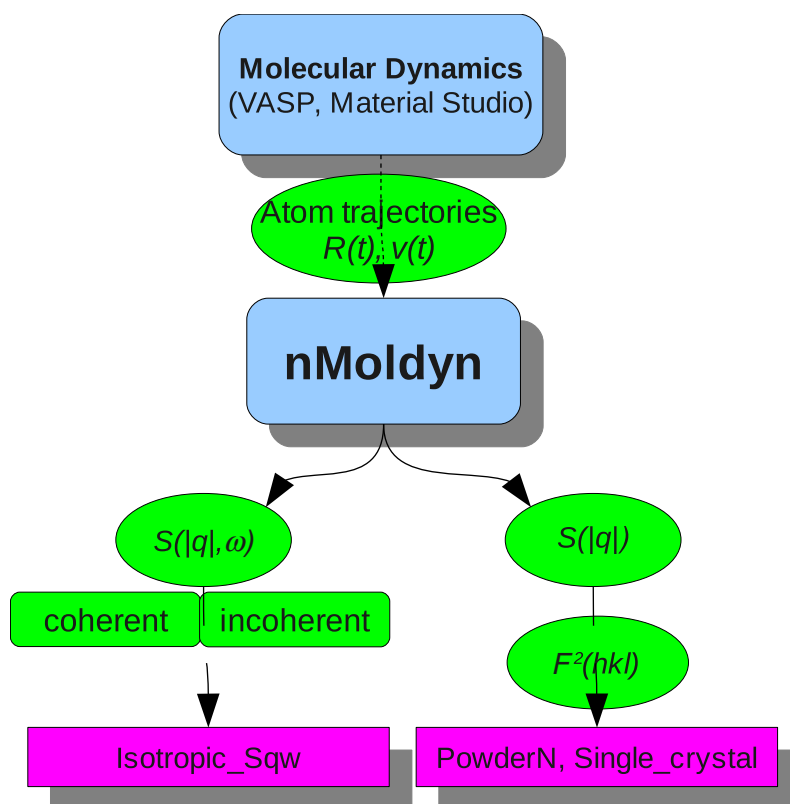 Molecular Dynamics
(VASP, Material Studio)
Atom trajectories
R(t), v(t)
nMoldyn
S(|q|,ω)
S(|q|)
coherent
incoherent
F²(hkl)
Isotropic_Sqw
PowderN, Single_crystal